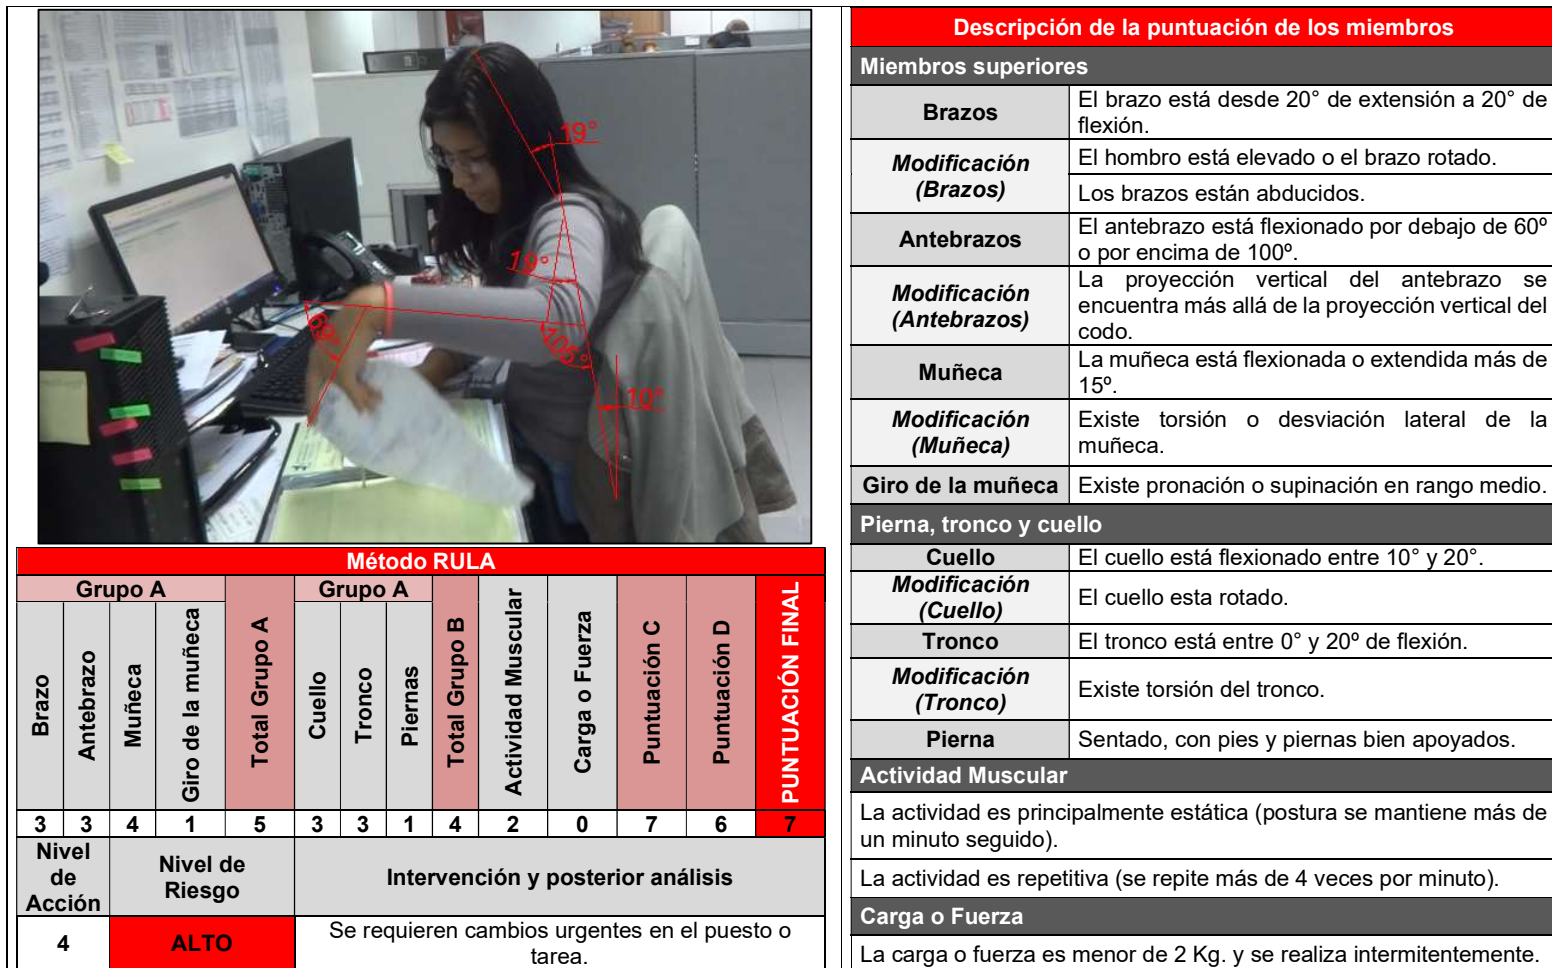 19°
19°
69°
105°
10°
Método RULA
Grupo A
Grupo A
Brazo
Antebrazo
Muñeca
Giro de la muñeca
Total Grupo A
Cuello
Tronco
Piernas
Total Grupo B
Actividad Muscular
Carga o Fuerza
Puntuación C
Puntuación D
PUNTUACIÓN FINAL
3 3 4 1 5 3 3 1 4 2 0 7 6 7
Nivel
de
Acción
Nivel de
Riesgo
Intervención y posterior análisis
4
ALTO
Se requieren cambios urgentes en el puesto o
tarea.
Descripción de la puntuación de los miembros
Miembros superiores
Brazos
El brazo está desde 20° de extensión a 20° de
flexión.
Modificación
(Brazos)
El hombro está elevado o el brazo rotado.
Los brazos están abducidos.
Antebrazos
El antebrazo está flexionado por debajo de 60º
o por encima de 100º.
Modificación
(Antebrazos)
La proyección vertical del antebrazo se
encuentra más allá de la proyección vertical del
codo.
Muñeca
La muñeca está flexionada o extendida más de
15º.
Modificación
(Muñeca)
Existe torsión o desviación lateral de la
muñeca.
Giro de la muñeca
Existe pronación o supinación en rango medio.
Pierna, tronco y cuello
Cuello
El cuello está flexionado entre 10° y 20°.
Modificación
(Cuello)
El cuello esta rotado.
Tronco
El tronco está entre 0° y 20º de flexión.
Modificación
(Tronco)
Existe torsión del tronco.
Pierna
Sentado, con pies y piernas bien apoyados.
Actividad Muscular
La actividad es principalmente estática (postura se mantiene más de
un minuto seguido).
La actividad es repetitiva (se repite más de 4 veces por minuto).
Carga o Fuerza
La carga o fuerza es menor de 2 Kg. y se realiza intermitentemente.